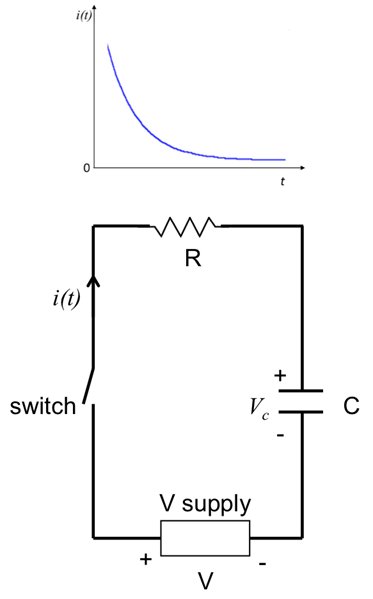 i(t)
0
t
R
i(t)
+
switch
V_c
C
-
V supply
+
-
V